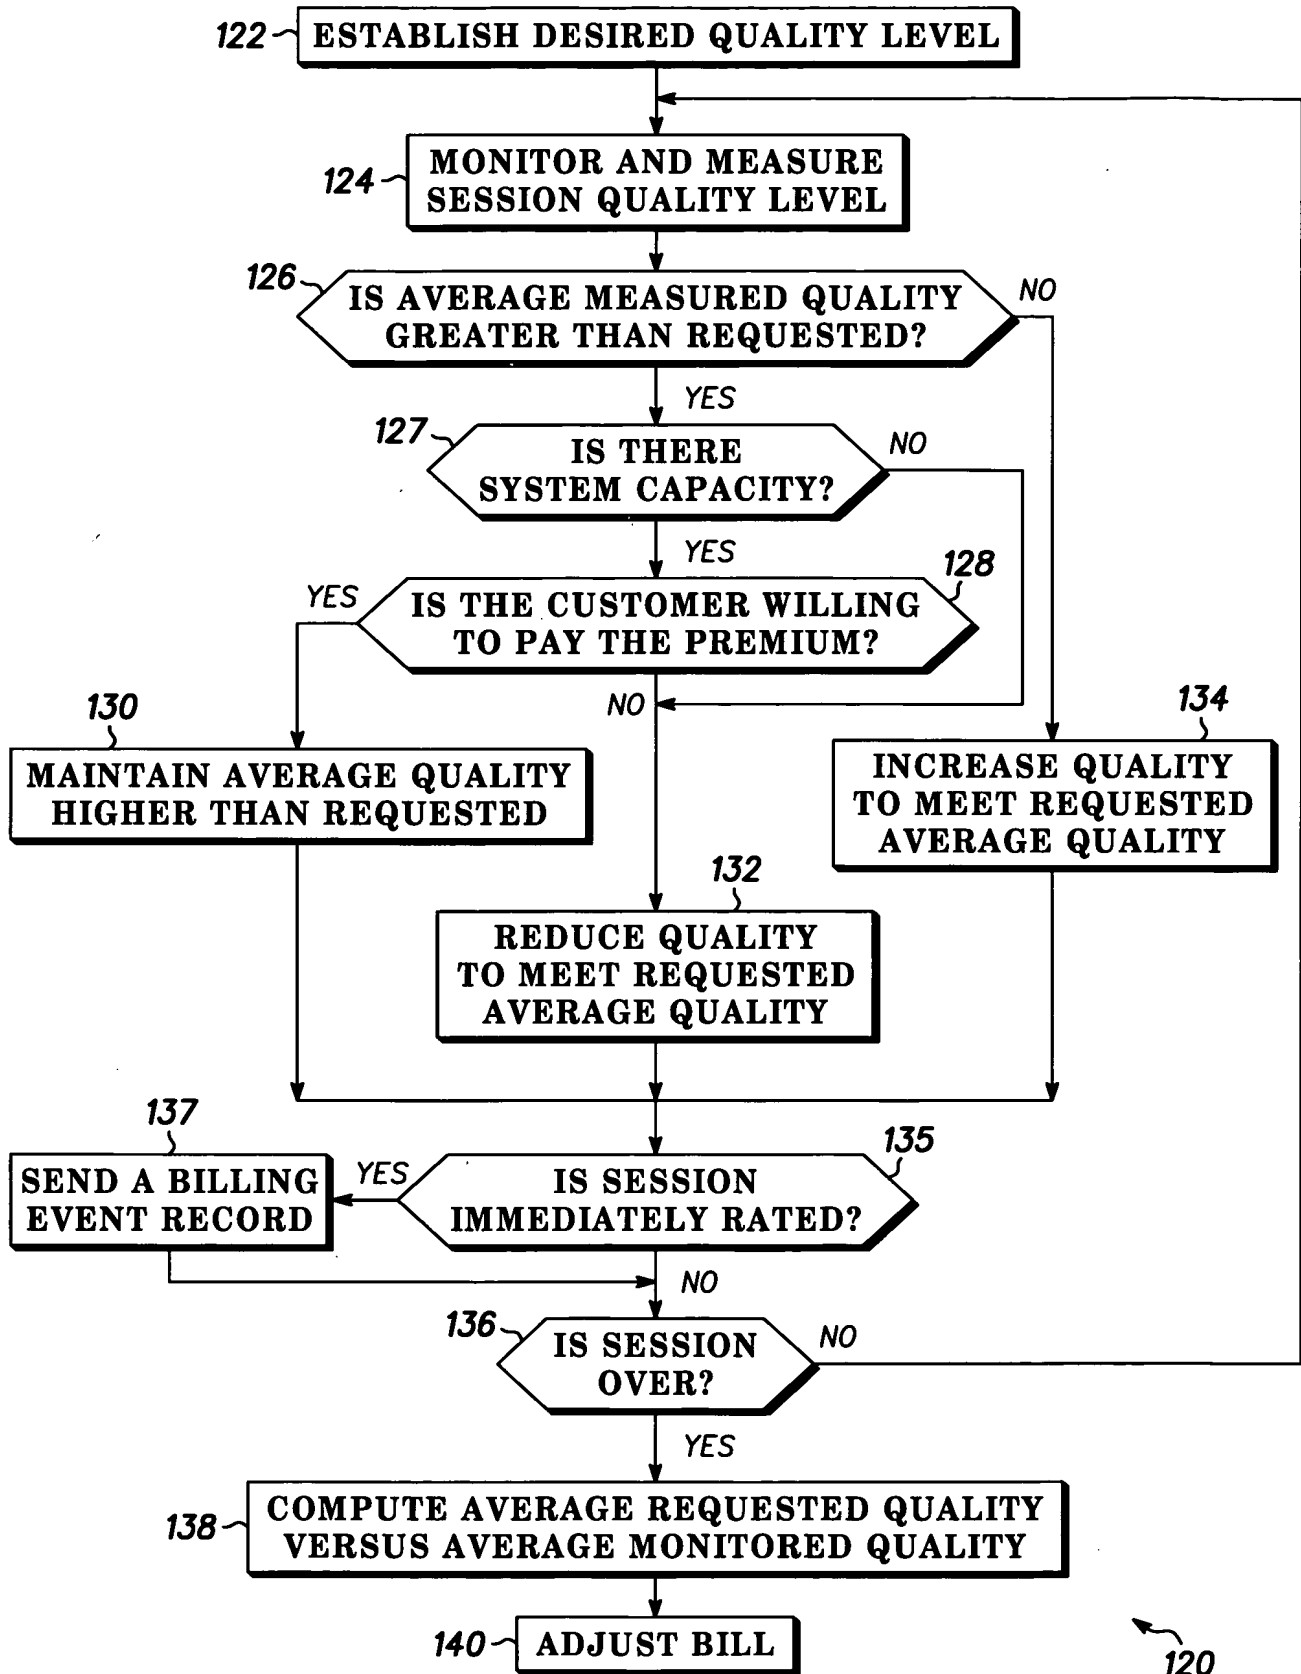 122
ESTABLISH DESIRED QUALITY LEVEL
124
MONITOR AND MEASURE
SESSION QUALITY LEVEL
126
IS AVERAGE MEASURED QUALITY
GREATER THAN REQUESTED?
NO
YES
127
IS THERE
SYSTEM CAPACITY?
NO
YES
128
YES
IS THE CUSTOMER WILLING
TO PAY THE PREMIUM?
NO
130
MAINTAIN AVERAGE QUALITY
HIGHER THAN REQUESTED
134
INCREASE QUALITY
TO MEET REQUESTED
AVERAGE QUALITY
132
REDUCE QUALITY
TO MEET REQUESTED
AVERAGE QUALITY
137
SEND A BILLING
EVENT RECORD
YES
135
IS SESSION
IMMEDIATELY RATED?
NO
136
IS SESSION
OVER?
NO
YES
138
COMPUTE AVERAGE REQUESTED QUALITY
VERSUS AVERAGE MONITORED QUALITY
140
ADJUST BILL
120